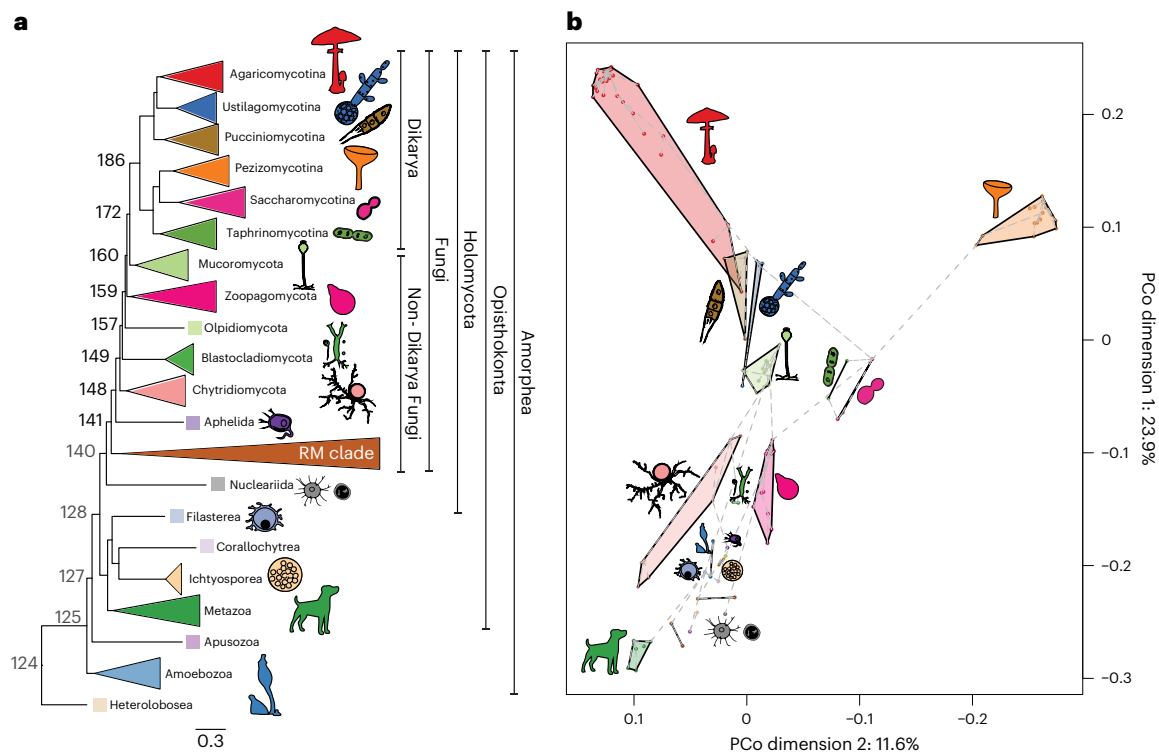 a
Agaricomycotina
Ustilagomycotina
Pucciniomycotina
186
Pezizomycotina
Saccharomycotina
172
Taphrinomycotina
160
Mucoromycota
159
Zoopagomycota
157
Olpidiomycota
149
Blastocladiomycota
148
Chytridiomycota
141
Aphelida
140
RM clade
Nucleariida
128
Filasterea
Corallochytrea
127
Ichtyosporea
Metazoa
125
Apusozoa
124
Amoebozoa
Heterolobosea
0.3
Dikarya
Non- Dikarya Fungi
Fungi
Holomycota
Opisthokonta
Amorphea
b
0.2
0.1
0
−0.1
−0.2
−0.3
PCo dimension 1: 23.9%
0.1
0
−0.1
−0.2
PCo dimension 2: 11.6%